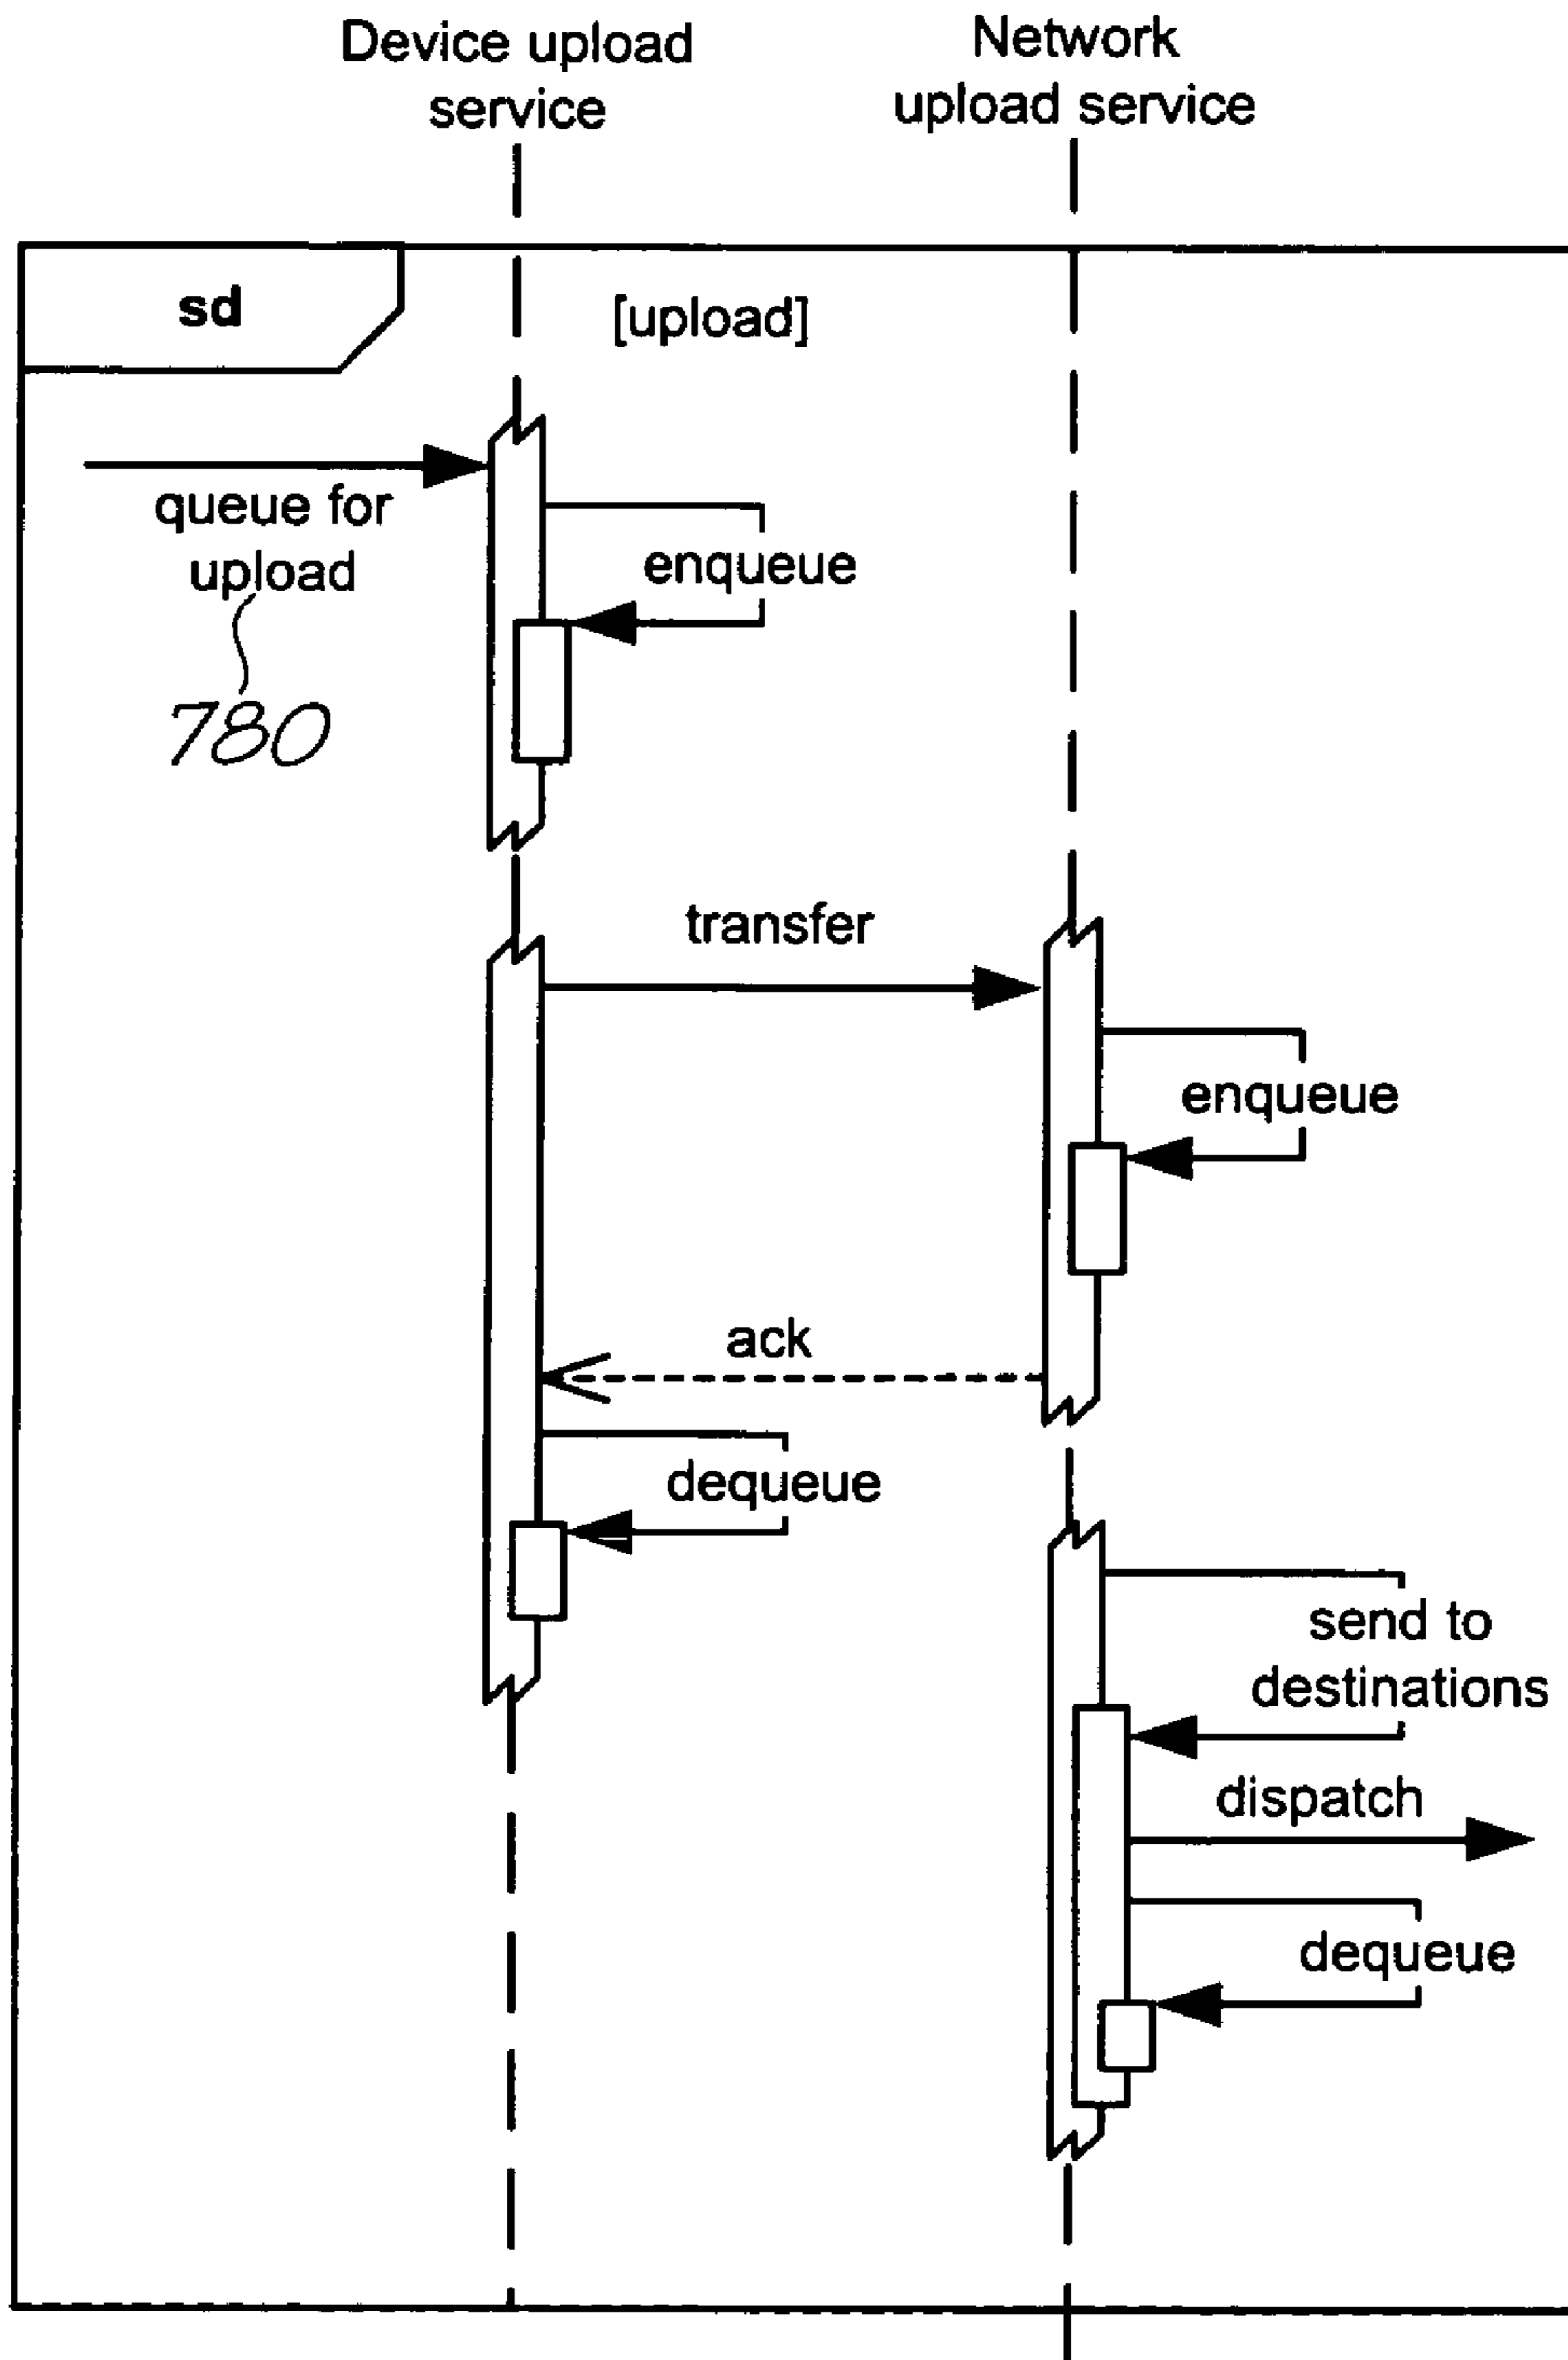 Device upload
service
Network
upload service
sd
[upload]
queue for
upload
780
enqueue
transfer
enqueue
ack
dequeue
send to
destinations
dispatch
dequeue